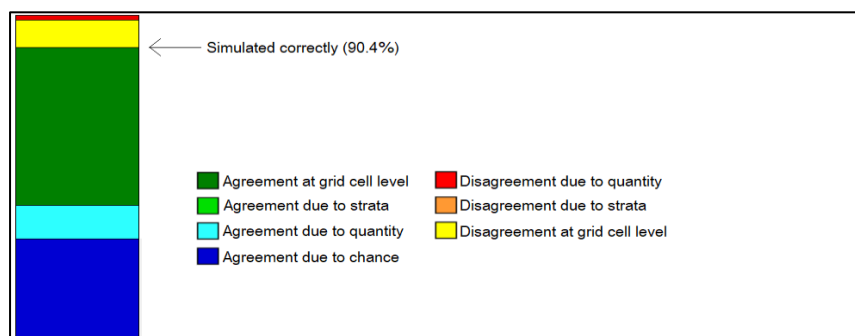 Simulated correctly (90.4%)
Agreement at grid cell level
Disagreement due to quantity
Agreement due to strata
Disagreement due to strata
Agreement due to quantity
Disagreement at grid cell level
Agreement due to chance